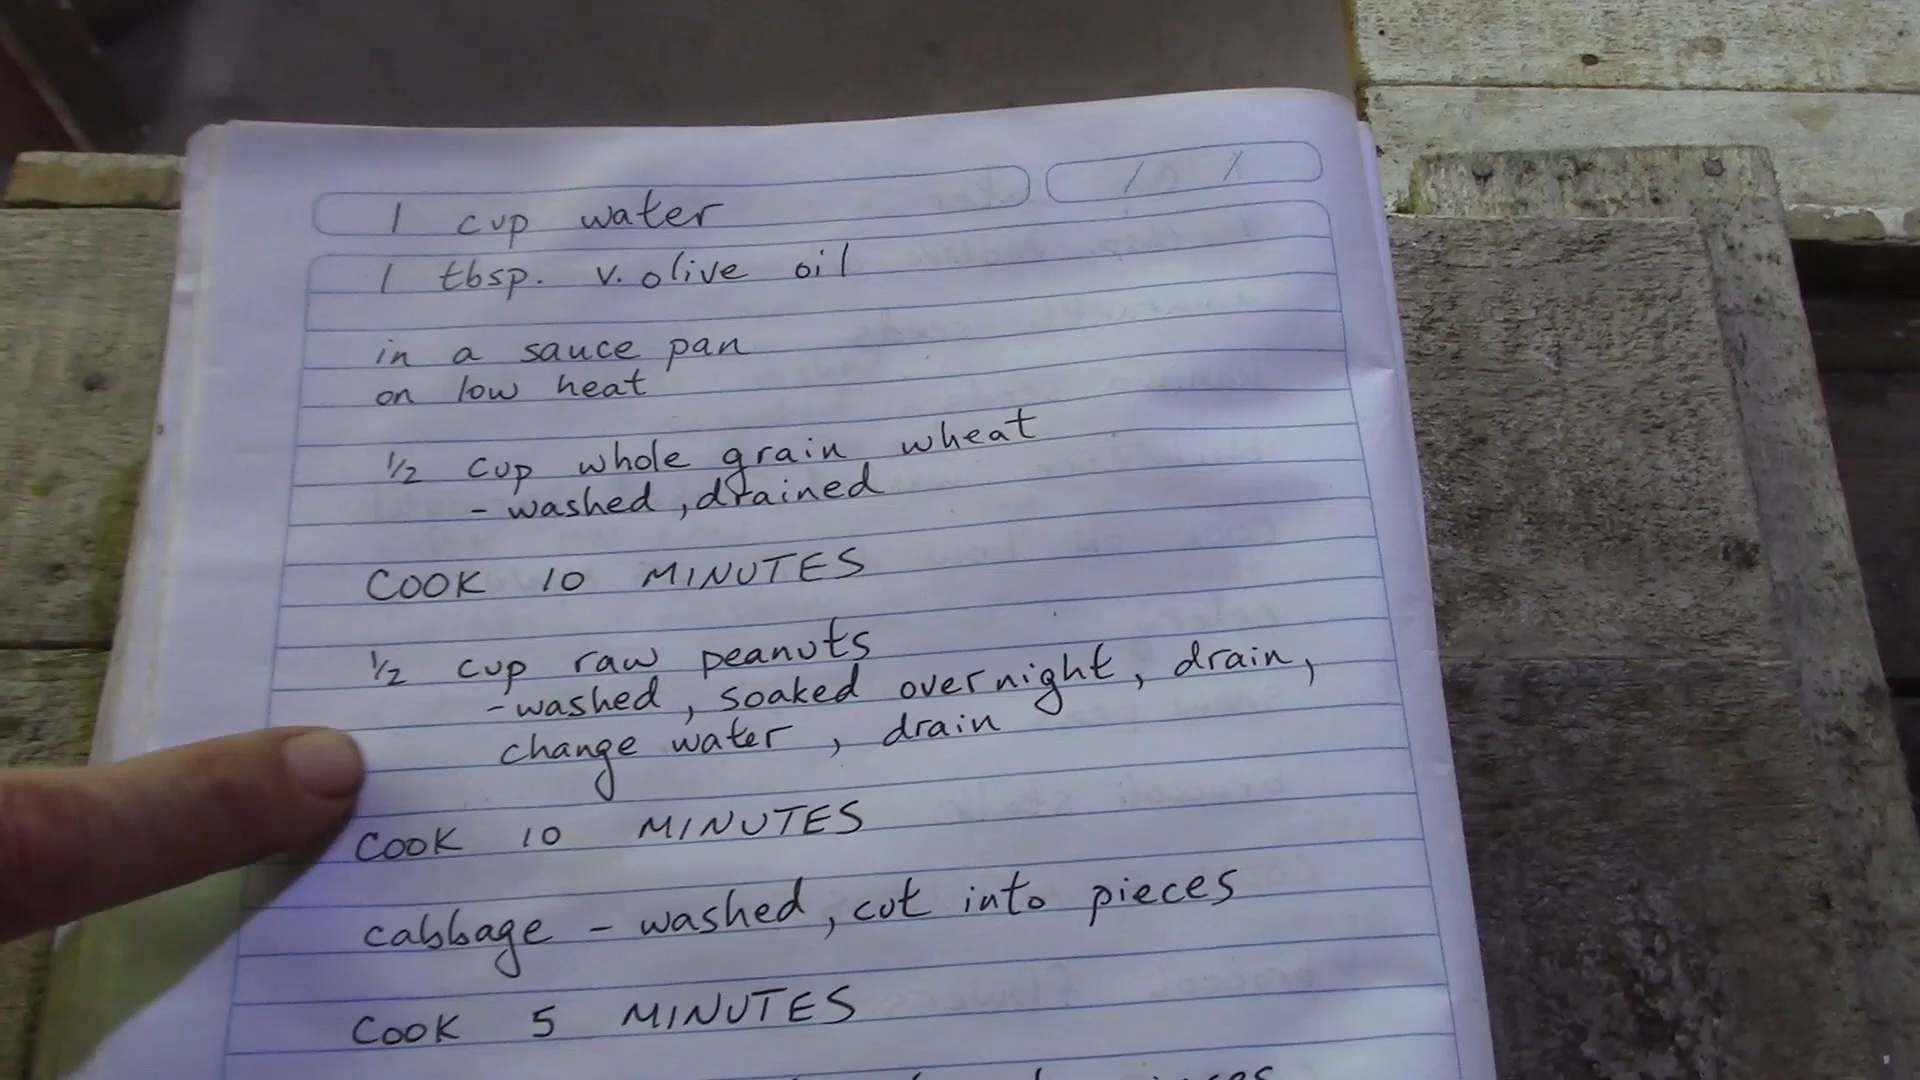 1 cup water
1 tbsp. v. olive oil
in a sauce pan
on low heat
1/2 cup whole grain wheat
- washed, drained
COOK 10 MINUTES
1/2 cup raw peanuts
- washed, soaked overnight, drain,
change water, drain
COOK 10 MINUTES
cabbage - washed, cut into pieces
COOK 5 MINUTES